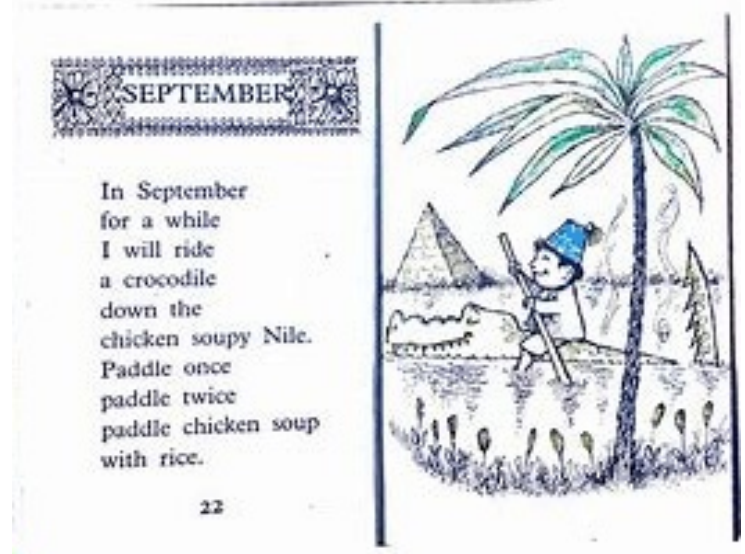 SEPTEMBER
In September
for a while
I will ride
a crocodile
down the
chicken soupy Nile.
Paddle once
paddle twice
paddle chicken soup
with rice.
22